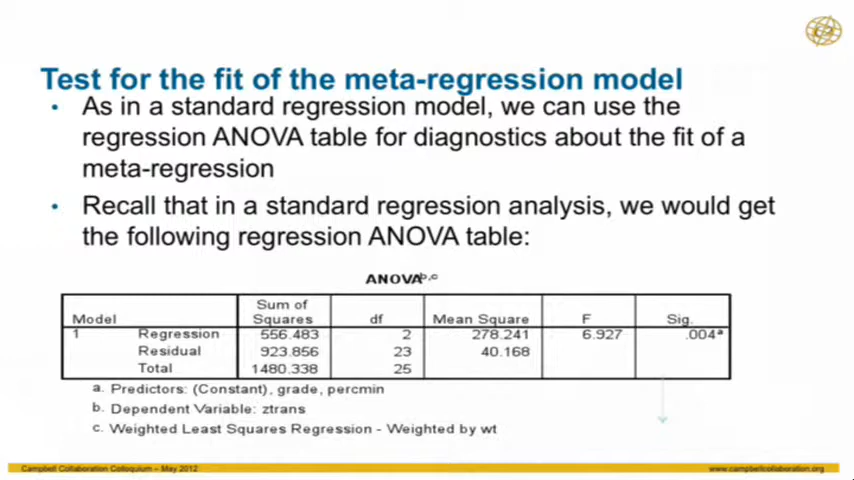 Test for the fit of the meta-regression model
• As in a standard regression model, we can use the
regression ANOVA table for diagnostics about the fit of a
meta-regression
• Recall that in a standard regression analysis, we would get
the following regression ANOVA table:
ANOVA b,c
Model Sum of Squares df Mean Square F Sig.
1 Regression 556.483 2 278.241 6.927 .004 a
Residual 923.856 23 40.168
Total 1480.338 25
a. Predictors: (Constant), grade, percmin
b. Dependent Variable: ztrans
c. Weighted Least Squares Regression - Weighted by wt
Campbell Collaboration Colloquium – May 2012 www.campbellcollaboration.org